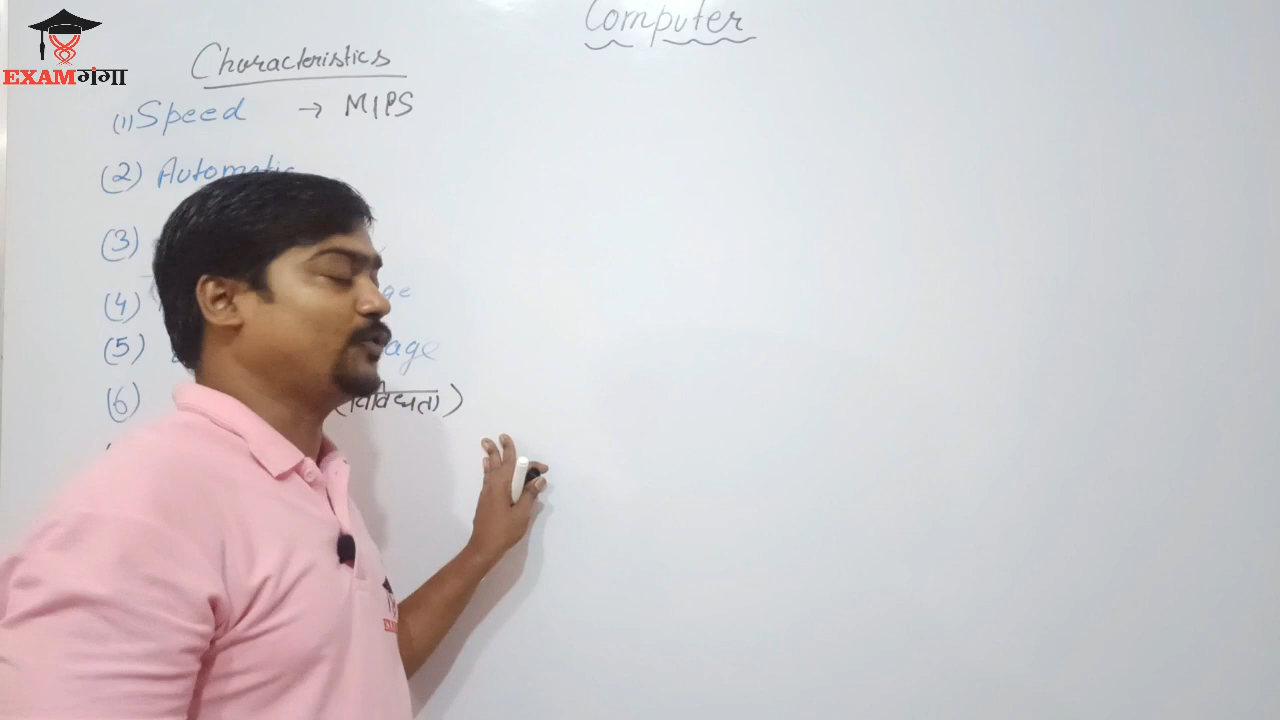 Computer
EXAMगंगा
Characteristics
(1) Speed → MIPS
(2) Automatic
(3)
(4)
(5)
(6) (विविधता)